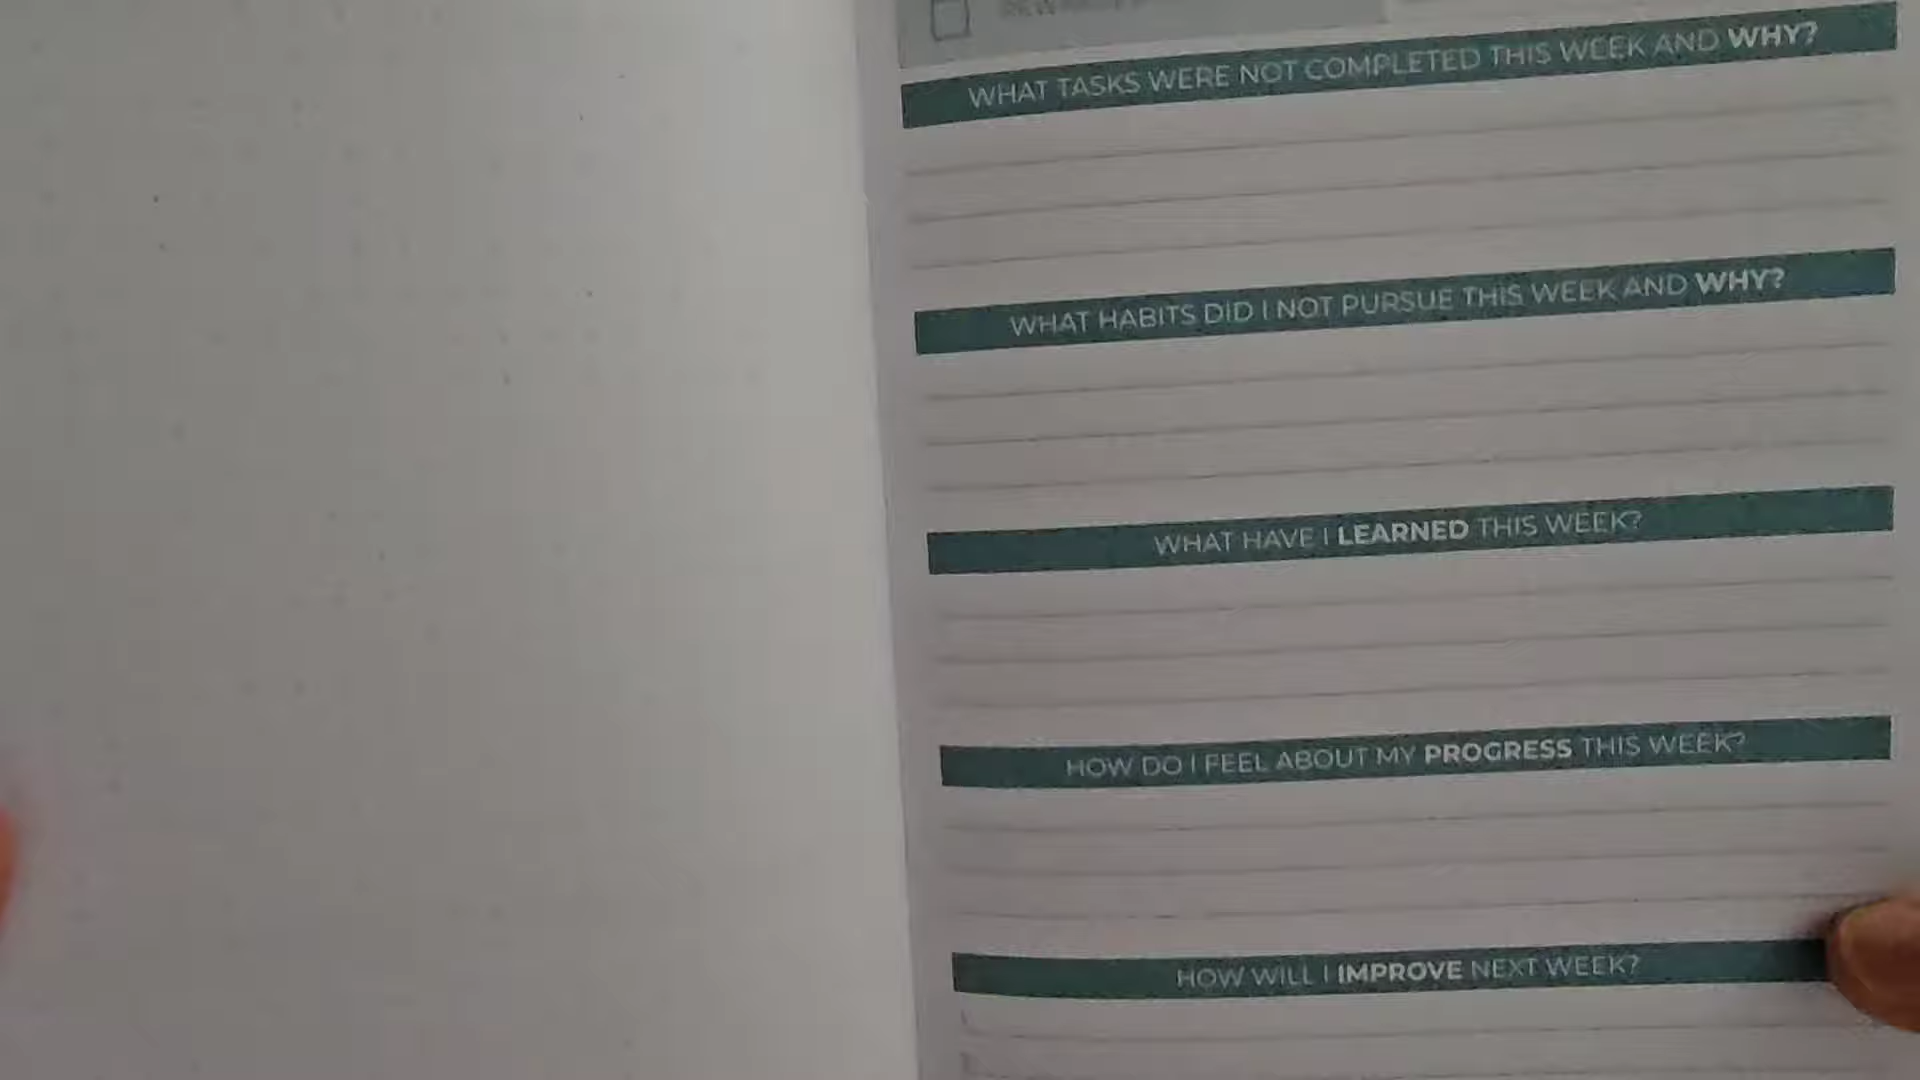 WHAT TASKS WERE NOT COMPLETED THIS WEEK AND WHY?
WHAT HABITS DID I NOT PURSUE THIS WEEK AND WHY?
WHAT HAVE I LEARNED THIS WEEK?
HOW DO I FEEL ABOUT MY PROGRESS THIS WEEK?
HOW WILL I IMPROVE NEXT WEEK?